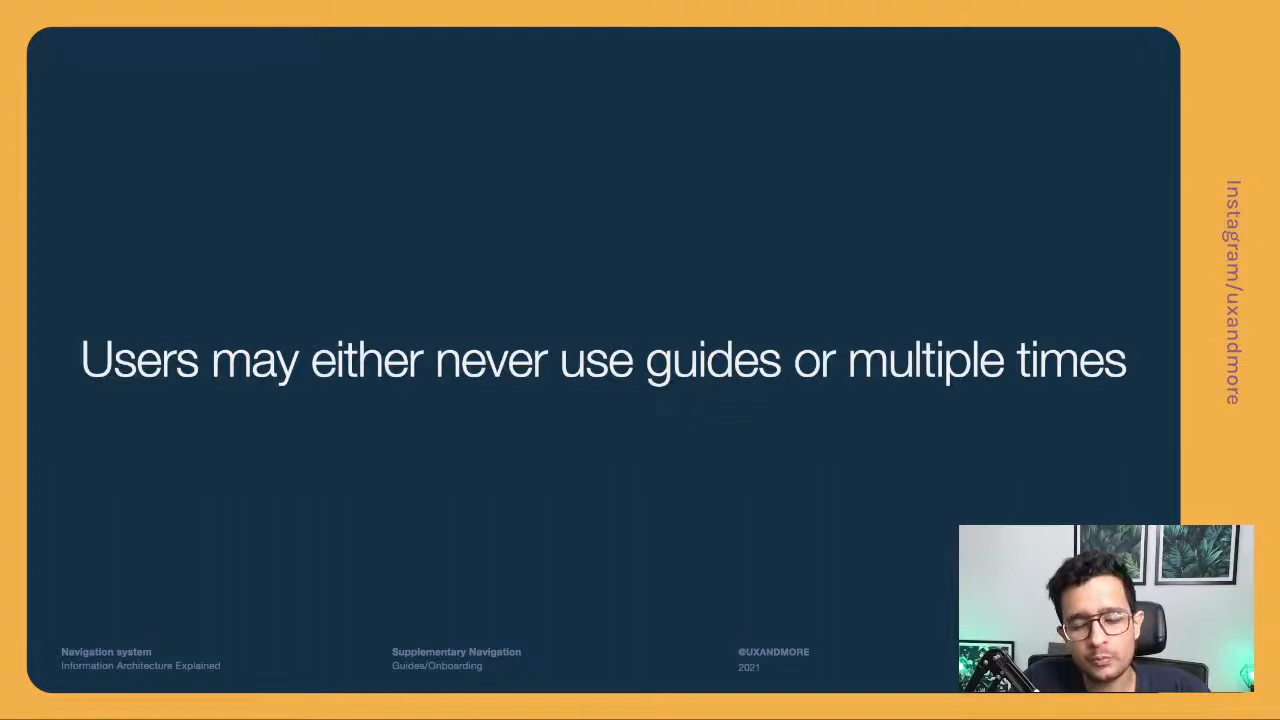 Users may either never use guides or multiple times
Instagram/uxandmore
Navigation system
Information Architecture Explained
Supplementary Navigation
Guides/Onboarding
@UXANDMORE
2021